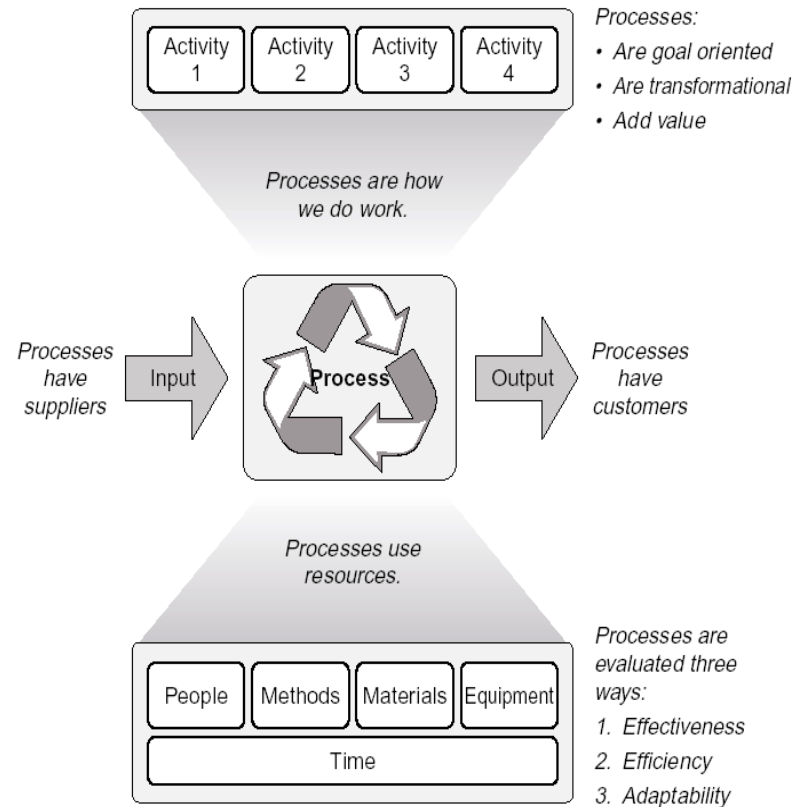 Activity 1
Activity 2
Activity 3
Activity 4
Processes:
• Are goal oriented
• Are transformational
• Add value
Processes are how
we do work.
Processes
have
suppliers
Input
Process
Output
Processes
have
customers
Processes use
resources.
People
Methods
Materials
Equipment
Time
Processes are
evaluated three
ways:
1. Effectiveness
2. Efficiency
3. Adaptability